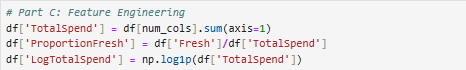 # Part C: Feature Engineering
df['TotalSpend'] = df[num_cols].sum(axis=1)
df['ProportionFresh'] = df['Fresh']/df['TotalSpend']
df['LogTotalSpend'] = np.log1p(df['TotalSpend'])